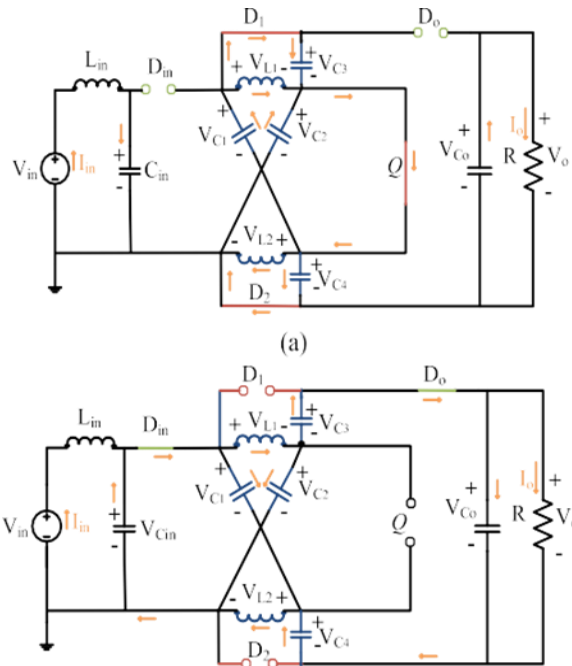 D1 Do
Lin Din + VL1 - + VC3 -
+ VC1 - + VC2 -
Vin + - Iin + Cin - Q + VCo - Io R + Vo -
- VL2 + + VC4 -
D2
(a)
D1 Do
Lin Din + VL1 - + VC3 -
+ VC1 - + VC2 -
Vin + - Iin + VCin - Q + VCo - Io R + -
- VL2 + + VC4 -
D2